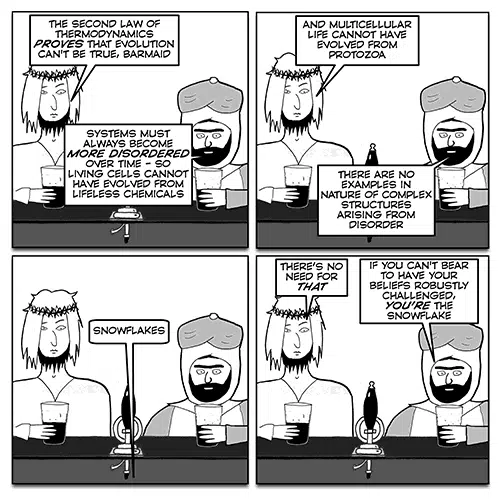 THE SECOND LAW OF
THERMODYNAMICS
PROVES THAT EVOLUTION
CAN'T BE TRUE, BARMAID
SYSTEMS MUST
ALWAYS BECOME
MORE DISORDERED
OVER TIME - SO
LIVING CELLS CANNOT
HAVE EVOLVED FROM
LIFELESS CHEMICALS
AND MULTICELLULAR
LIFE CANNOT HAVE
EVOLVED FROM
PROTOZOA
THERE ARE NO
EXAMPLES IN
NATURE OF COMPLEX
STRUCTURES
ARISING FROM
DISORDER
SNOWFLAKES
THERE'S NO
NEED FOR
THAT
IF YOU CAN'T BEAR
TO HAVE YOUR
BELIEFS ROBUSTLY
CHALLENGED,
YOU'RE THE
SNOWFLAKE